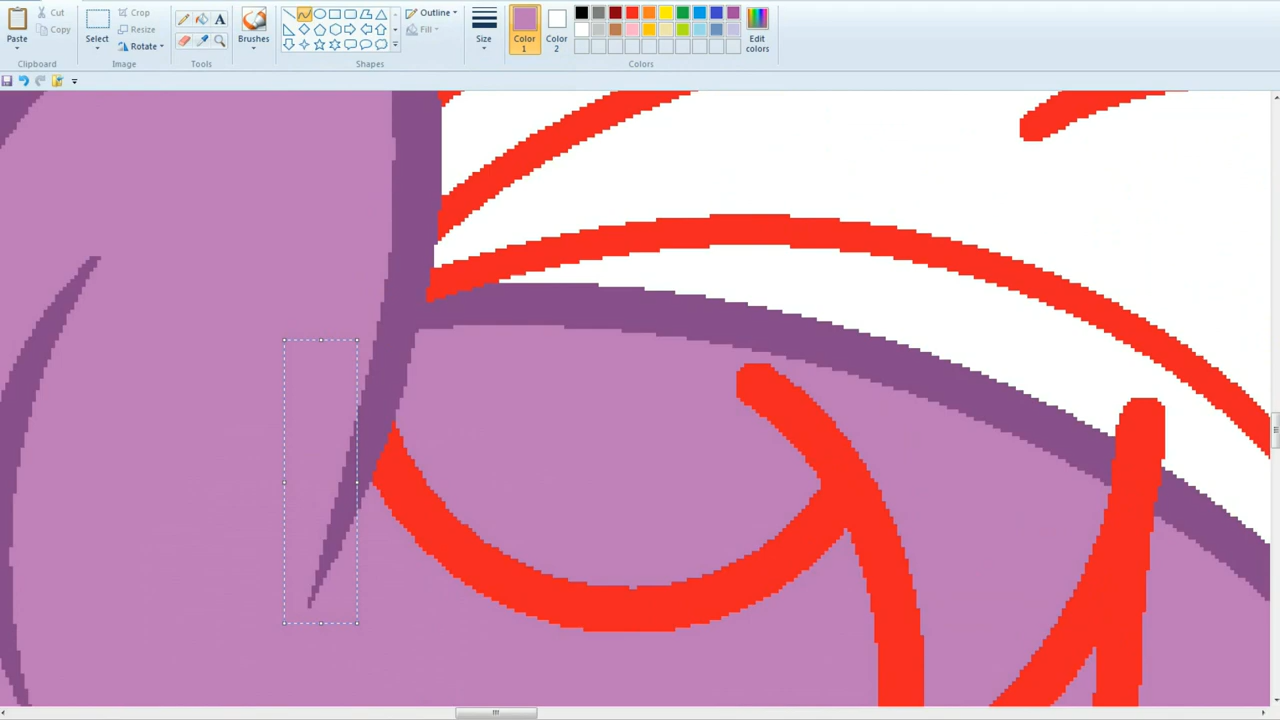 Paste
Cut
Copy
Clipboard
Select
Crop
Resize
Rotate
Image
A
Tools
Brushes
Outline
Fill
Shapes
Size
Color 1
Color 2
Edit colors
Colors